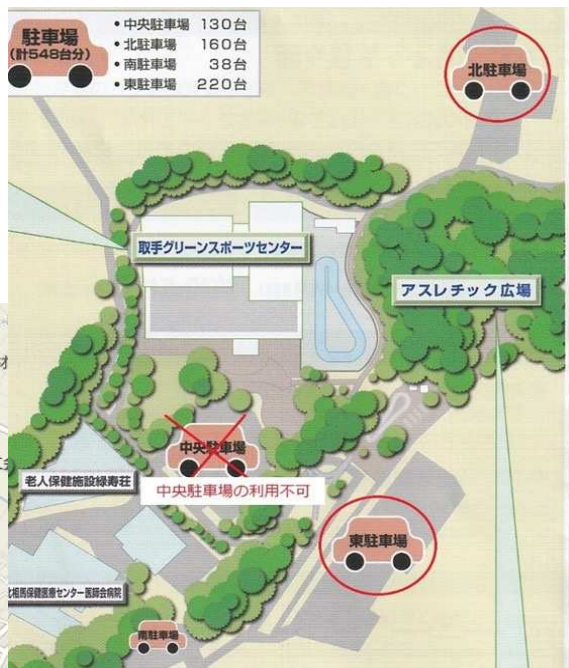 駐車場
(計548台分)
• 中央駐車場 130台
• 北駐車場 160台
• 南駐車場 38台
• 東駐車場 220台
北駐車場
取手グリーンスポーツセンター
アスレチック広場
中央駐車場
中央駐車場の利用不可
老人保健施設緑寿荘
東駐車場
北相馬保健医療センター医師会病院
南駐車場